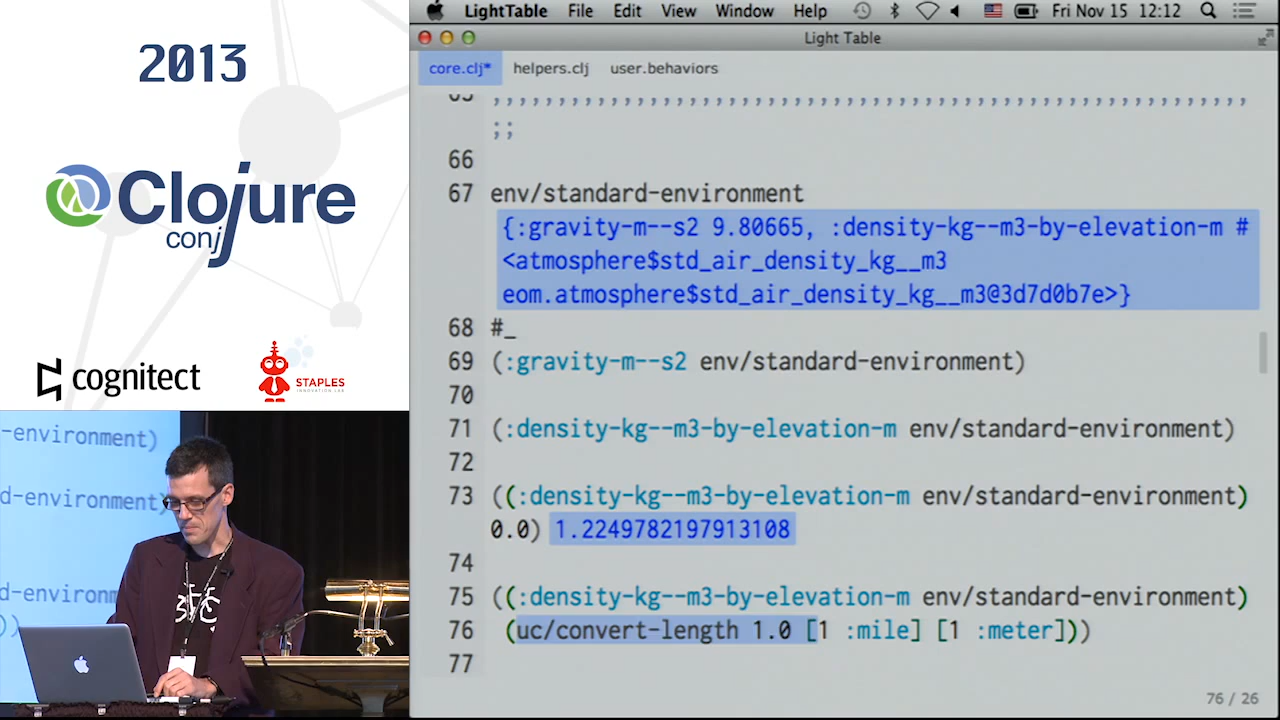 2013
Clojure
conj
cognitect
STAPLES
INNOVATION LAB
-environment)
d-environment)
d-environm
))
LightTable File Edit View Window Help Fri Nov 15 12:12
Light Table
core.clj* helpers.clj user.behaviors
65 ;;;;;;;;;;;;;;;;;;;;;;;;;;;;;;;;;;;;;;;;;;;;;;;;;;;;;;;;;;
;;
66
67 env/standard-environment
{:gravity-m--s2 9.80665, :density-kg--m3-by-elevation-m #
<atmosphere$std_air_density_kg__m3
eom.atmosphere$std_air_density_kg__m3@3d7d0b7e>}
68 #_
69 (:gravity-m--s2 env/standard-environment)
70
71 (:density-kg--m3-by-elevation-m env/standard-environment)
72
73 ((:density-kg--m3-by-elevation-m env/standard-environment)
0.0) 1.2249782197913108
74
75 ((:density-kg--m3-by-elevation-m env/standard-environment)
76 (uc/convert-length 1.0 [1 :mile] [1 :meter]))
77
76 / 26